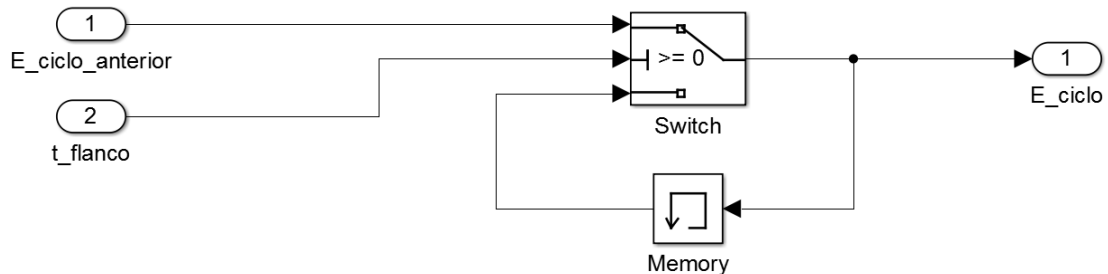 1
E_ciclo_anterior
2
t_flanco
>= 0
Switch
1
E_ciclo
Memory